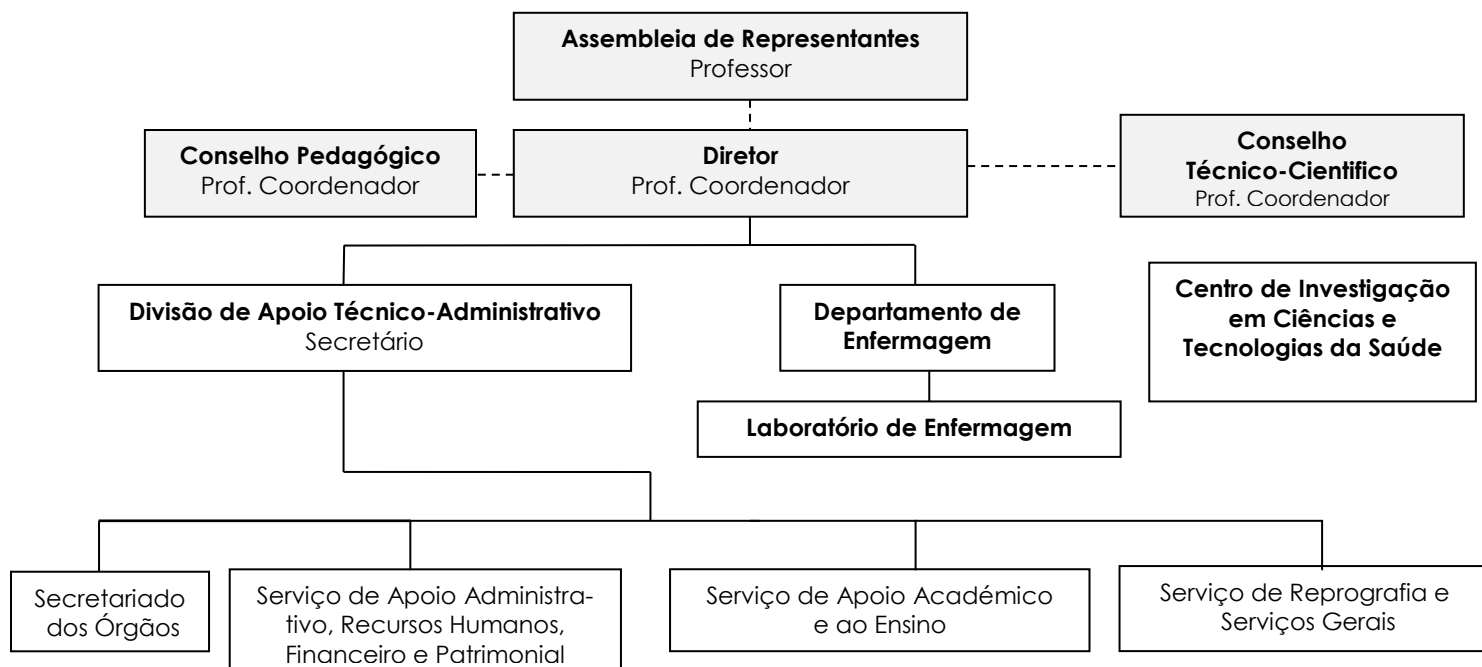 Assembleia de Representantes
Professor
Conselho Pedagógico
Prof. Coordenador
Diretor
Prof. Coordenador
Conselho
Técnico-Cientifico
Prof. Coordenador
Divisão de Apoio Técnico-Administrativo
Secretário
Departamento de
Enfermagem
Centro de Investigação
em Ciências e
Tecnologias da Saúde
Laboratório de Enfermagem
Secretariado
dos Órgãos
Serviço de Apoio Administra-
tivo, Recursos Humanos,
Financeiro e Patrimonial
Serviço de Apoio Académico
e ao Ensino
Serviço de Reprografia e
Serviços Gerais